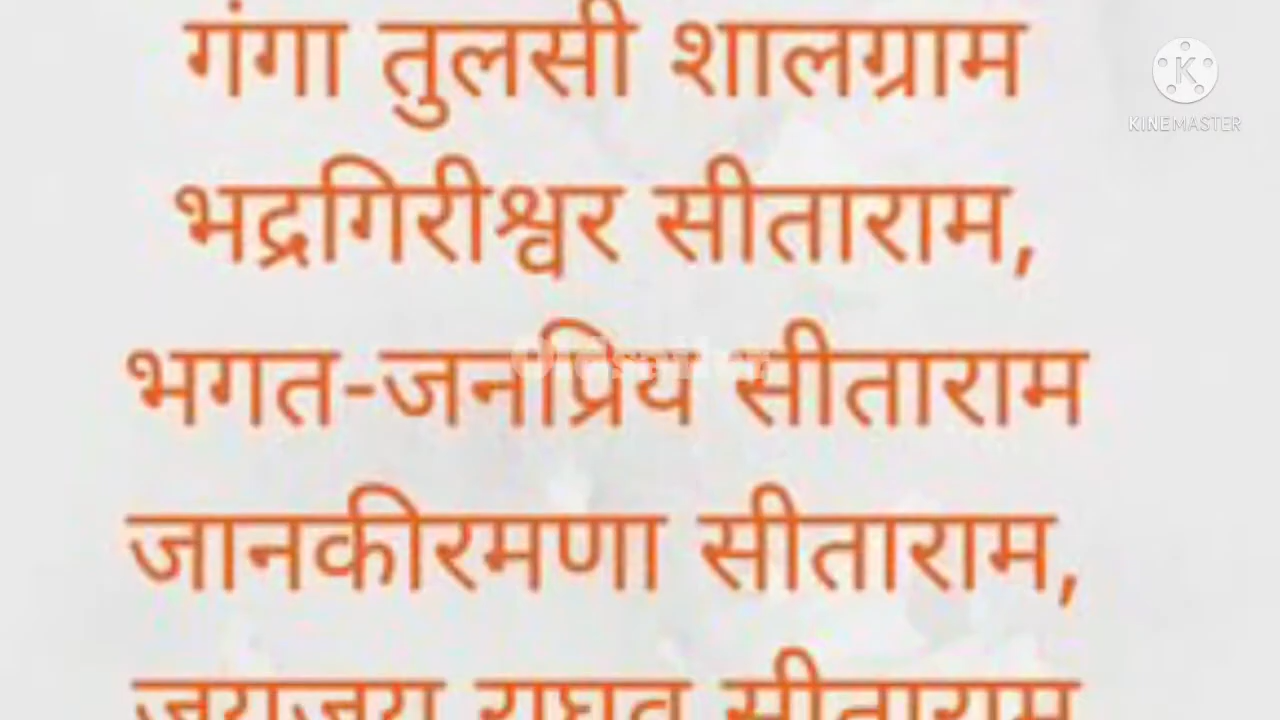 गंगा तुलसी शालग्राम
K
KINEMASTER
भद्रगिरीश्वर सीताराम,
भगत-जनप्रिय सीताराम
जानकीरमणा सीताराम,
जयजय राघव सीताराम